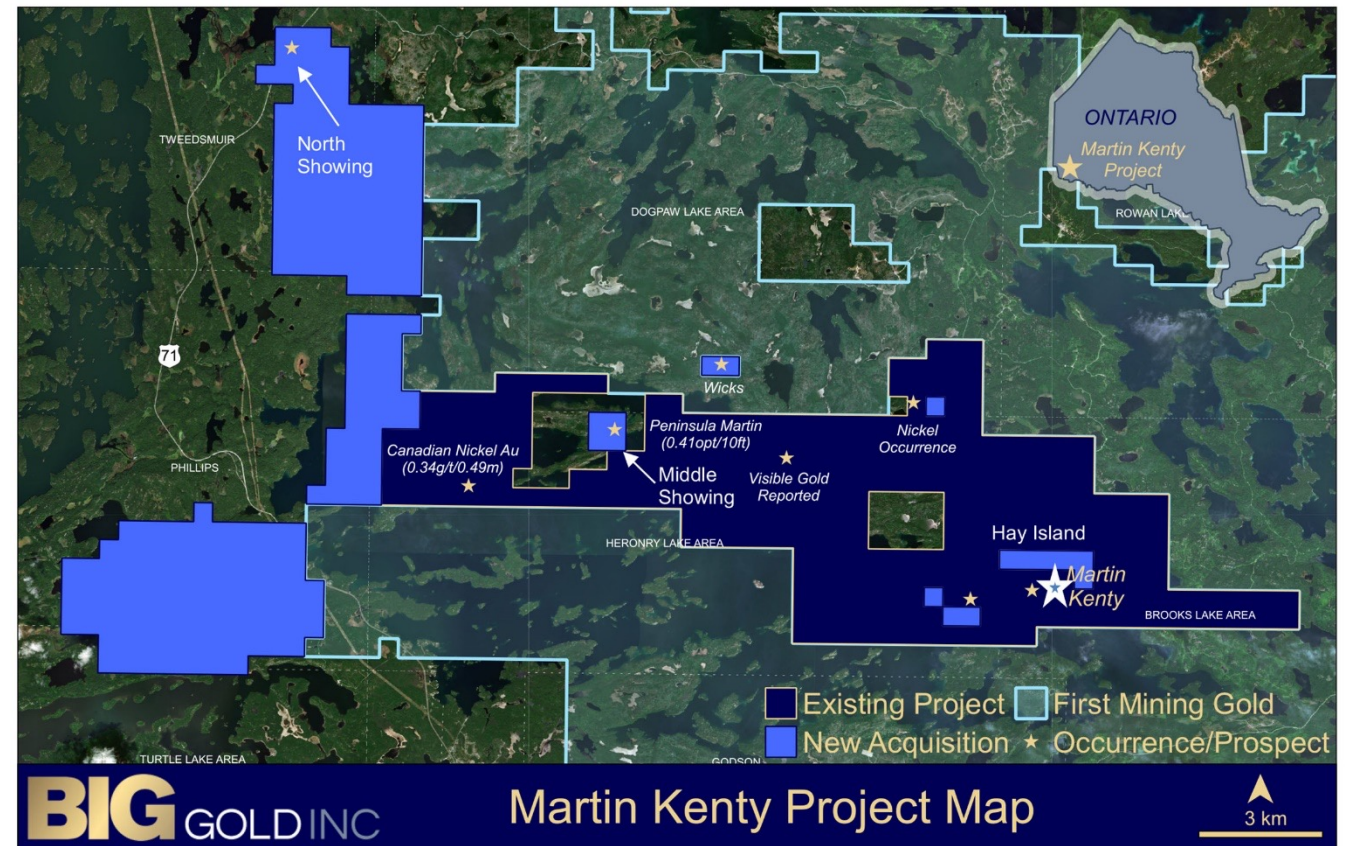 TWEEDSMUIR
North
Showing
ONTARIO
Martin Kenty
Project
DOGPAW LAKE AREA
ROWAN LAKE
71
Wicks
Canadian Nickel Au
(0.34g/t/0.49m)
Peninsula Martin
(0.41opt/10ft)
Middle
Showing
Visible Gold
Reported
Nickel
Occurrence
PHILLIPS
HERONRY LAKE AREA
Hay Island
Martin
Kenty
BROOKS LAKE AREA
Existing Project
First Mining Gold
New Acquisition
Occurrence/Prospect
TURTLE LAKE AREA
GODSON
BIG GOLD INC
Martin Kenty Project Map
3 km